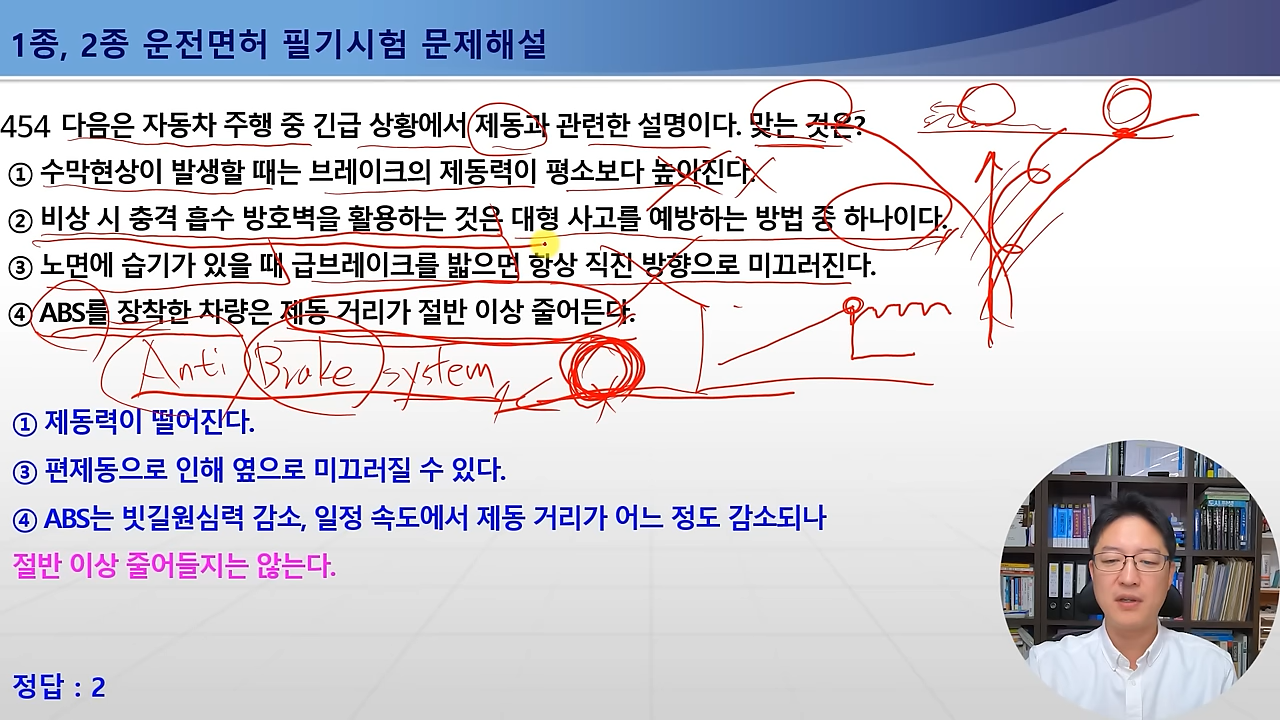 1종, 2종 운전면허 필기시험 문제해설
454 다음은 자동차 주행 중 긴급 상황에서 제동과 관련한 설명이다. 맞는 것은?
① 수막현상이 발생할 때는 브레이크의 제동력이 평소보다 높아진다.
② 비상 시 충격 흡수 방호벽을 활용하는 것은 대형 사고를 예방하는 방법 중 하나이다.
③ 노면에 습기가 있을 때 급브레이크를 밟으면 항상 직진 방향으로 미끄러진다.
④ ABS를 장착한 차량은 제동 거리가 절반 이상 줄어든다.
Anti Brake system
① 제동력이 떨어진다.
③ 편제동으로 인해 옆으로 미끄러질 수 있다.
④ ABS는 빗길원심력 감소, 일정 속도에서 제동 거리가 어느 정도 감소되나
절반 이상 줄어들지는 않는다.
정답 : 2